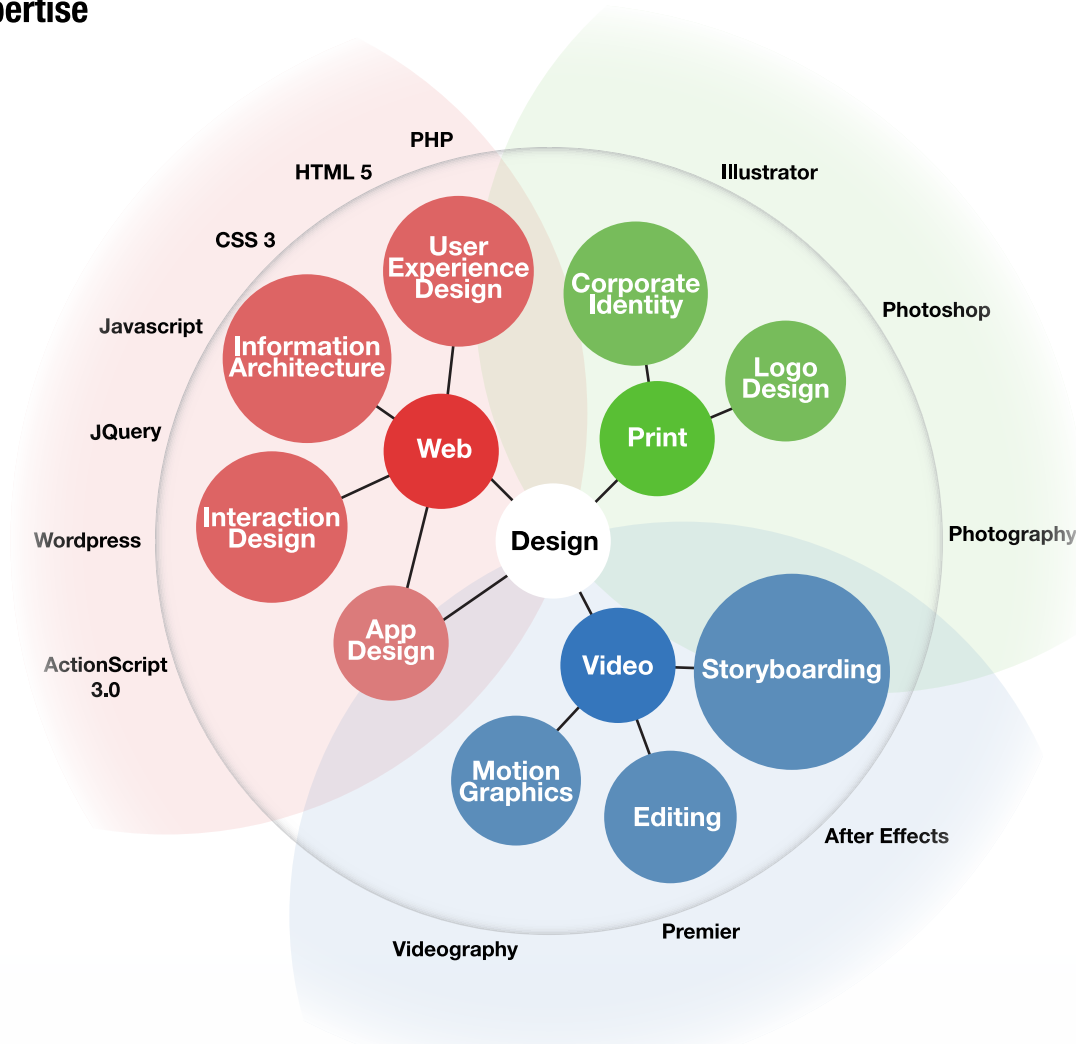 pertise
PHP
HTML 5
Illustrator
CSS 3
User
Experience
Design
Corporate
Identity
Photoshop
Javascript
Information
Architecture
Logo
Design
JQuery
Web
Print
Interaction
Design
Wordpress
Design
Photography
App
Design
ActionScript
3.0
Video
Storyboarding
Motion
Graphics
Editing
After Effects
Premier
Videography